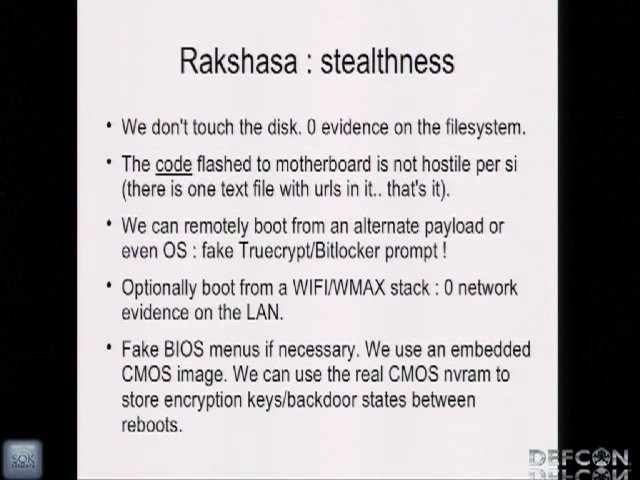 Rakshasa : stealthness
• We don't touch the disk. 0 evidence on the filesystem.
• The code flashed to motherboard is not hostile per si
(there is one text file with urls in it.. that's it).
• We can remotely boot from an alternate payload or
even OS : fake Truecrypt/Bitlocker prompt !
• Optionally boot from a WIFI/WMAX stack : 0 network
evidence on the LAN.
• Fake BIOS menus if necessary. We use an embedded
CMOS image. We can use the real CMOS nvram to
store encryption keys/backdoor states between
reboots.
SOK
DEFCON